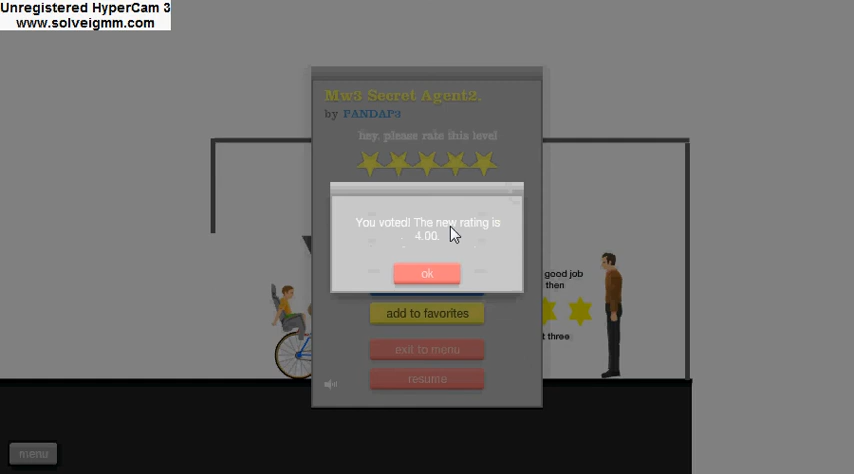 Unregistered HyperCam 3
www.solveigmm.com
Mw3 Secret Agent2,
by PANDAP3
hey, please rate this level
You voted! The new rating is
4.00.
ok
good job
then
t three
add to favorites
exit to menu
resume
menu